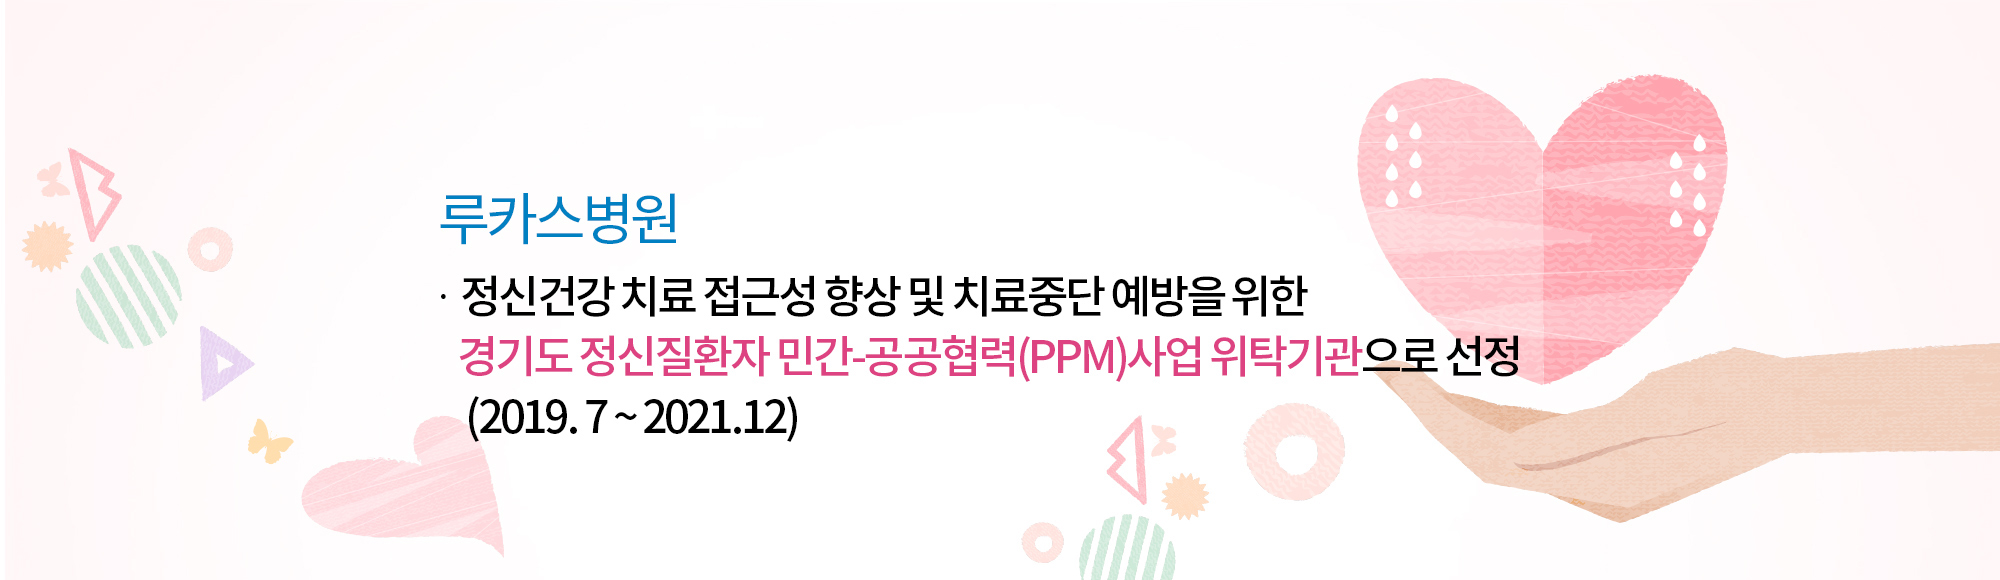 루카스병원
· 정신건강 치료 접근성 향상 및 치료중단 예방을 위한
경기도 정신질환자 민간-공공협력(PPM)사업 위탁기관으로 선정
(2019. 7 ~ 2021.12)